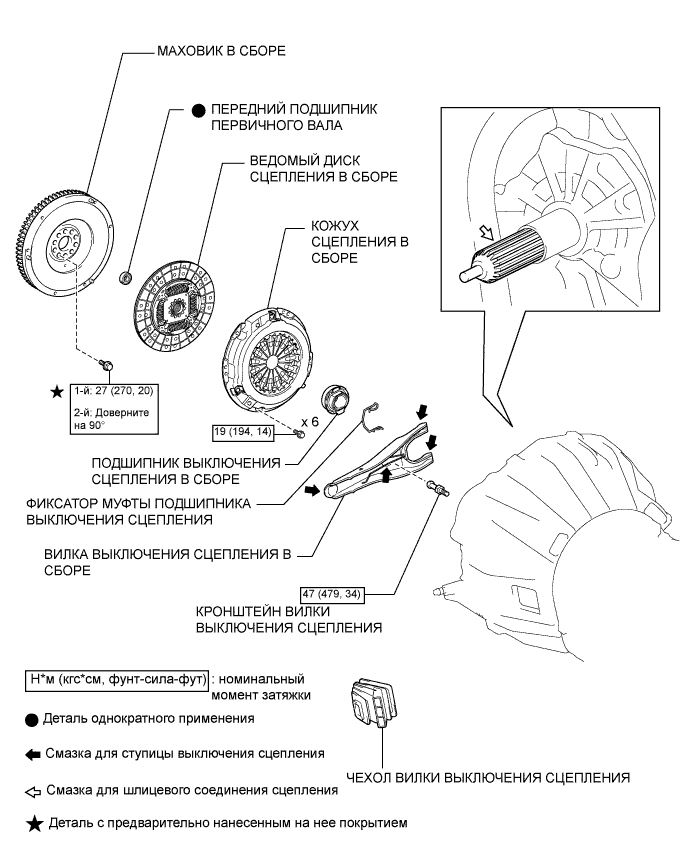 МАХОВИК В СБОРЕ
ПЕРЕДНИЙ ПОДШИПНИК
ПЕРВИЧНОГО ВАЛА
ВЕДОМЫЙ ДИСК
СЦЕПЛЕНИЯ В СБОРЕ
КОЖУХ
СЦЕПЛЕНИЯ В
СБОРЕ
1-й: 27 (270, 20)
2-й: Доверните
на 90°
19 (194, 14)
x 6
ПОДШИПНИК ВЫКЛЮЧЕНИЯ
СЦЕПЛЕНИЯ В СБОРЕ
ФИКСАТОР МУФТЫ ПОДШИПНИКА
ВЫКЛЮЧЕНИЯ СЦЕПЛЕНИЯ
ВИЛКА ВЫКЛЮЧЕНИЯ СЦЕПЛЕНИЯ В
СБОРЕ
47 (479, 34)
КРОНШТЕЙН ВИЛКИ
ВЫКЛЮЧЕНИЯ СЦЕПЛЕНИЯ
Н*м (кгс*см, фунт-сила-фут) : номинальный
момент затяжки
Деталь однократного применения
Смазка для ступицы выключения сцепления
ЧЕХОЛ ВИЛКИ ВЫКЛЮЧЕНИЯ СЦЕПЛЕНИЯ
Смазка для шлицевого соединения сцепления
Деталь с предварительно нанесенным на нее покрытием